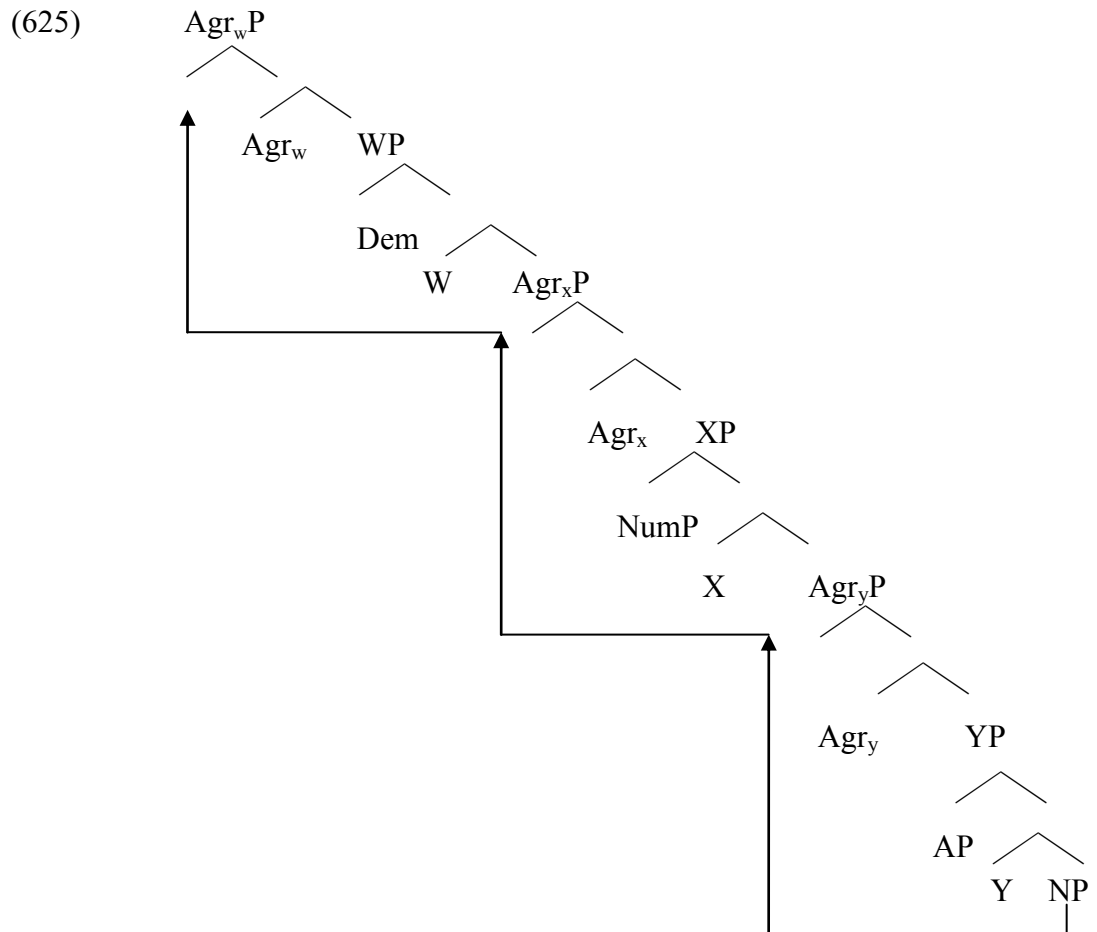 (625) AgrwP
Agrw WP
Dem
W AgrxP
Agrx XP
NumP
X AgryP
Agry YP
AP
Y NP